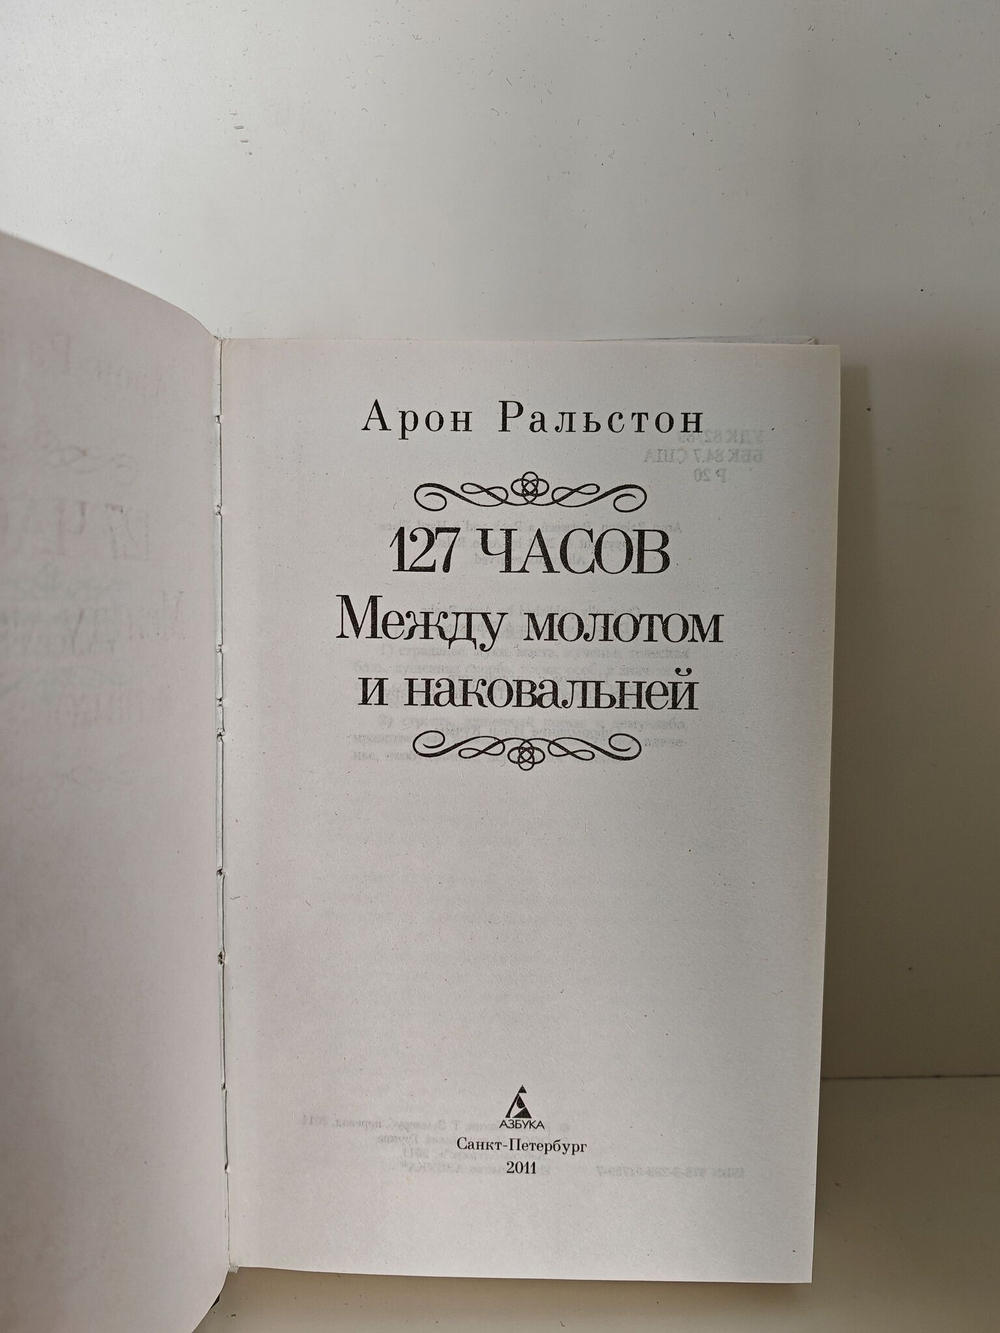 Арон Ральстон
127 ЧАСОВ
Между молотом
и наковальней
АЗБУКА
Санкт-Петербург
2011